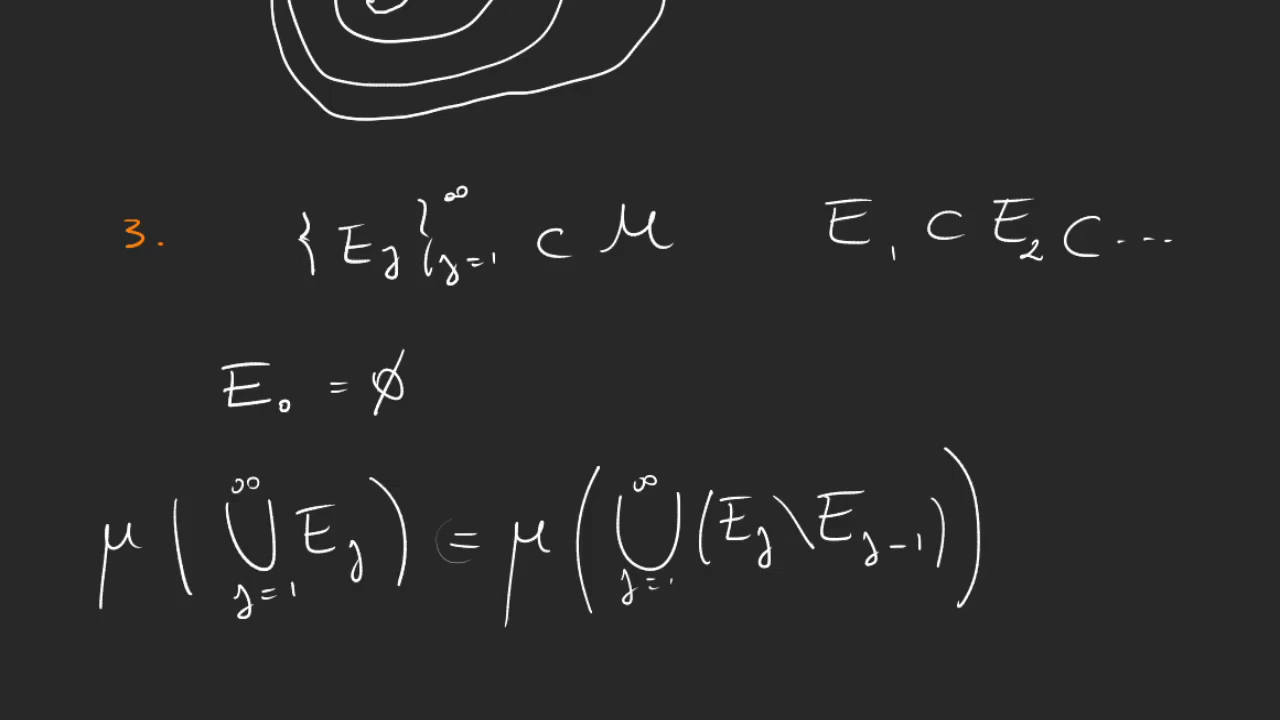 3. {E_j}_{j=1}^∞ ⊂ M E_1 ⊂ E_2 ⊂ ...
E_0 = ∅
μ(⋃_{j=1}^∞ E_j) = μ(⋃_{j=1}^∞ (E_j \ E_{j-1}))